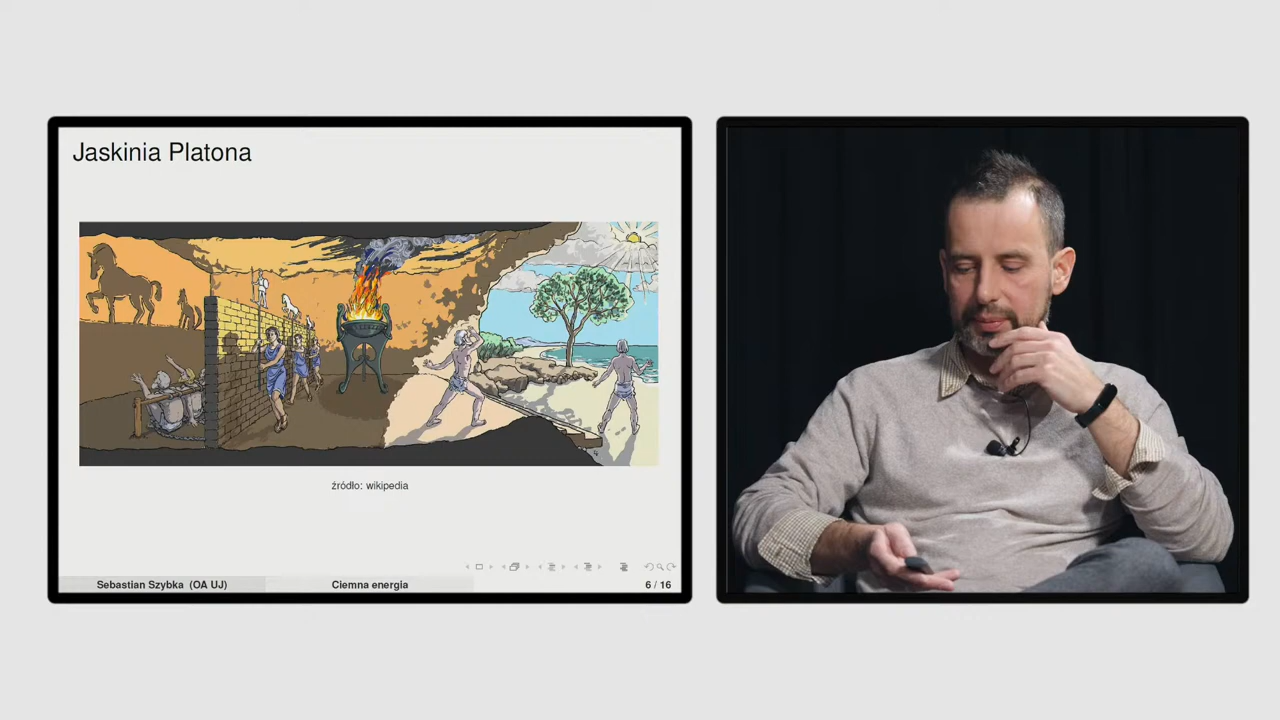 Jaskinia Platona
źródło: wikipedia
Sebastian Szybka (OA UJ)
Ciemna energia
6 / 16